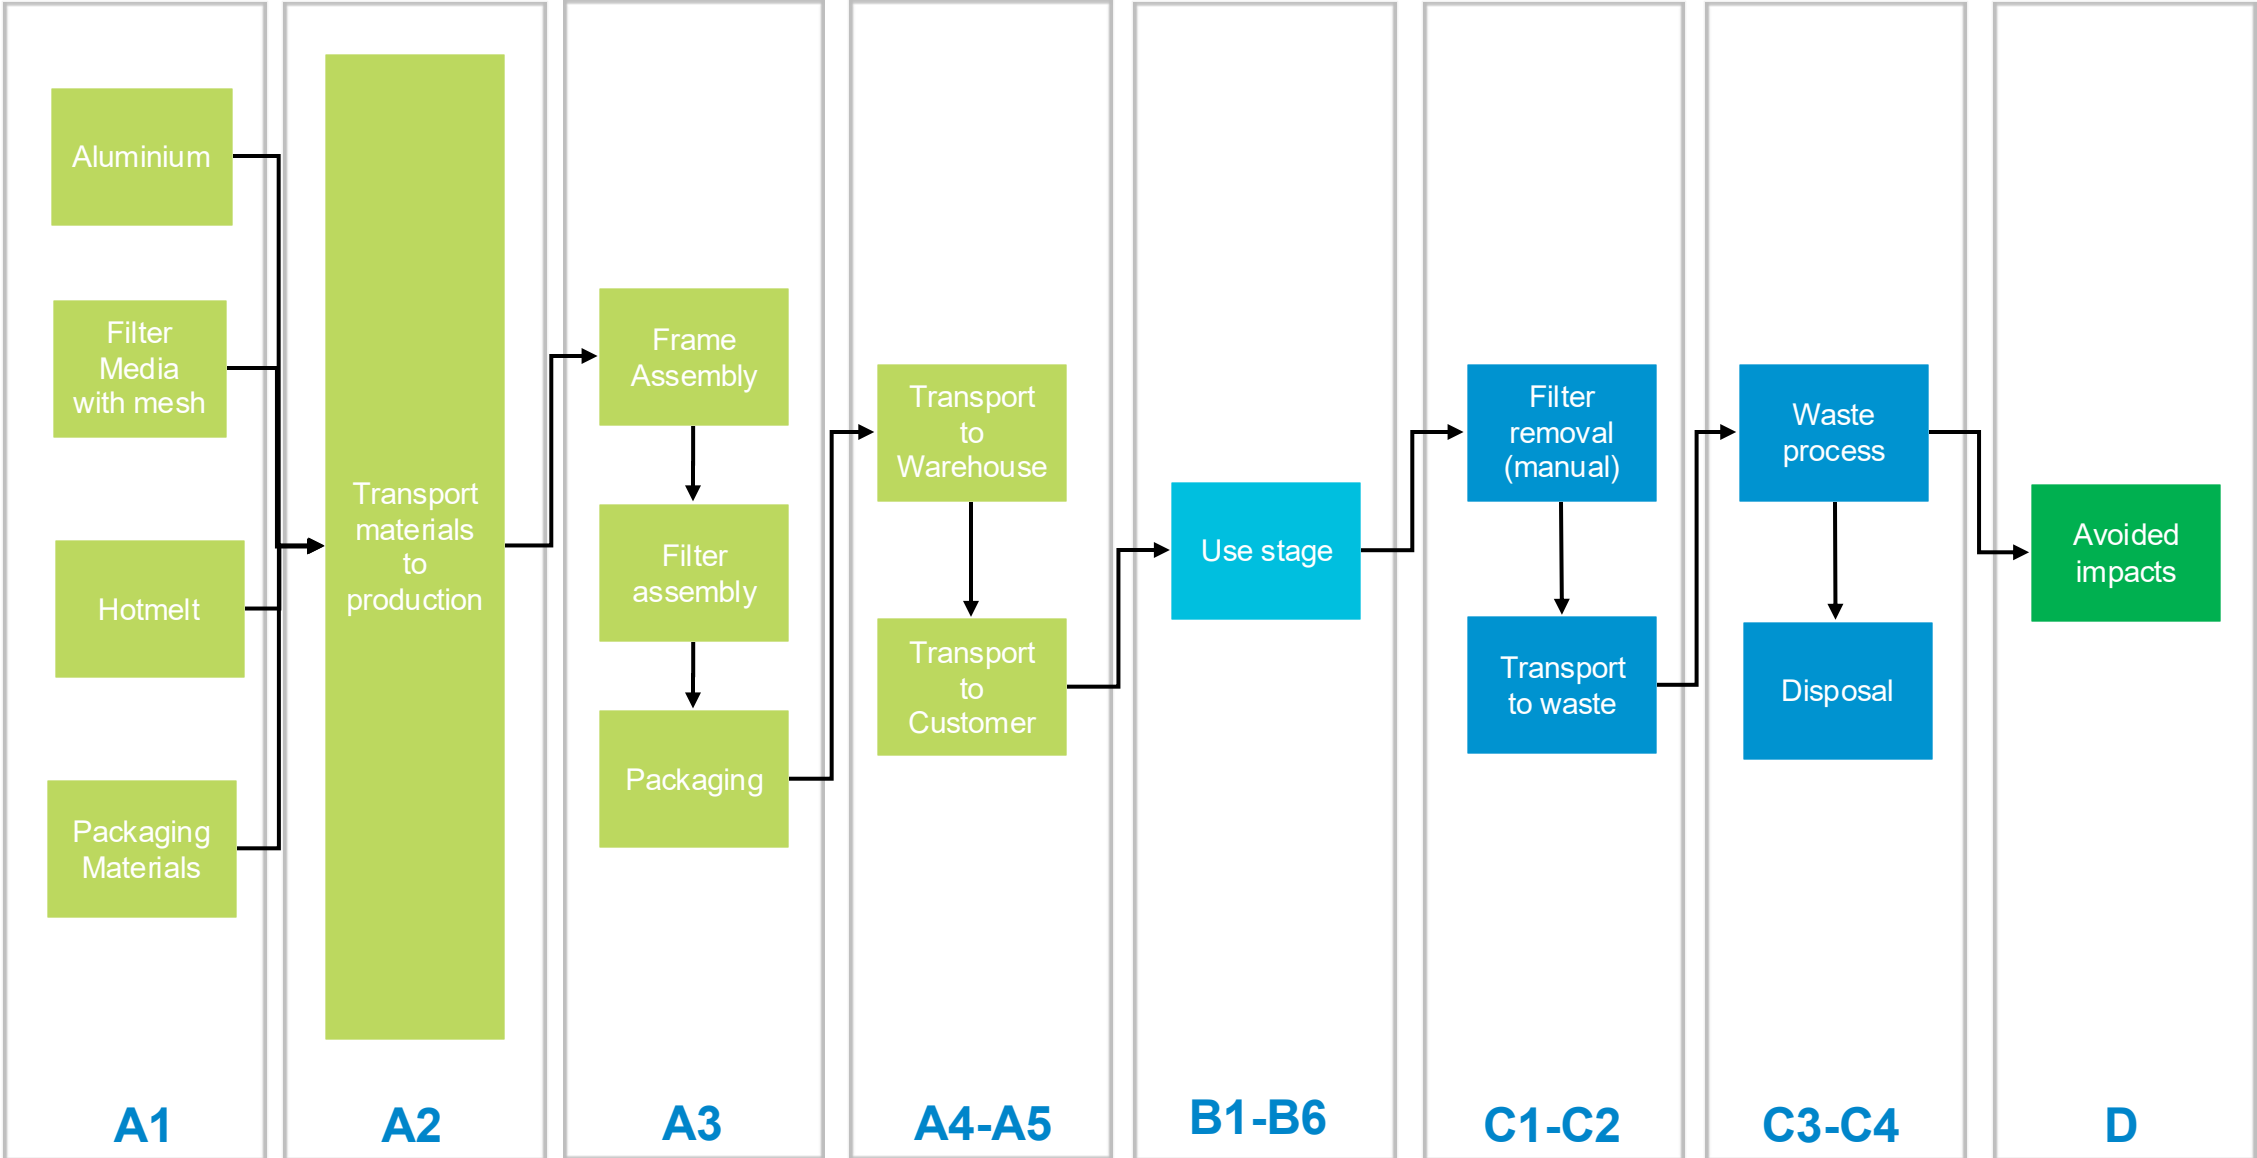 Aluminium
Filter
Media
with mesh
Hotmelt
Packaging
Materials
A1
Transport
materials
to
production
A2
Frame
Assembly
Filter
assembly
Packaging
A3
Transport
to
Warehouse
Transport
to
Customer
A4-A5
Use stage
B1-B6
Filter
removal
(manual)
Transport
to waste
C1-C2
Waste
process
Disposal
C3-C4
Avoided
impacts
D